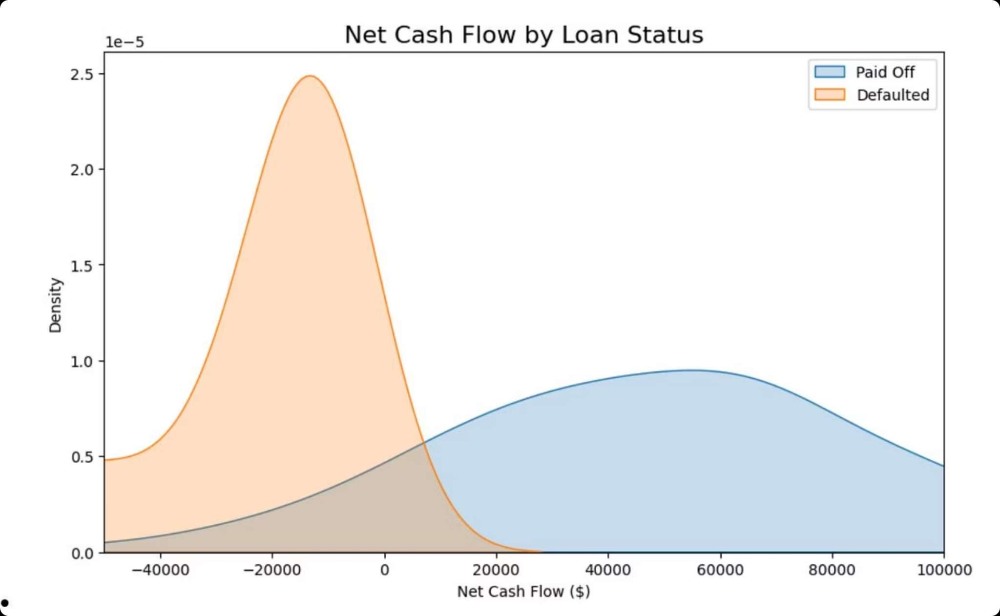 Net Cash Flow by Loan Status
1e−5
Paid Off
Defaulted
2.5
2.0
1.5
1.0
0.5
0.0
Density
−40000 −20000 0 20000 40000 60000 80000 100000
Net Cash Flow ($)
•